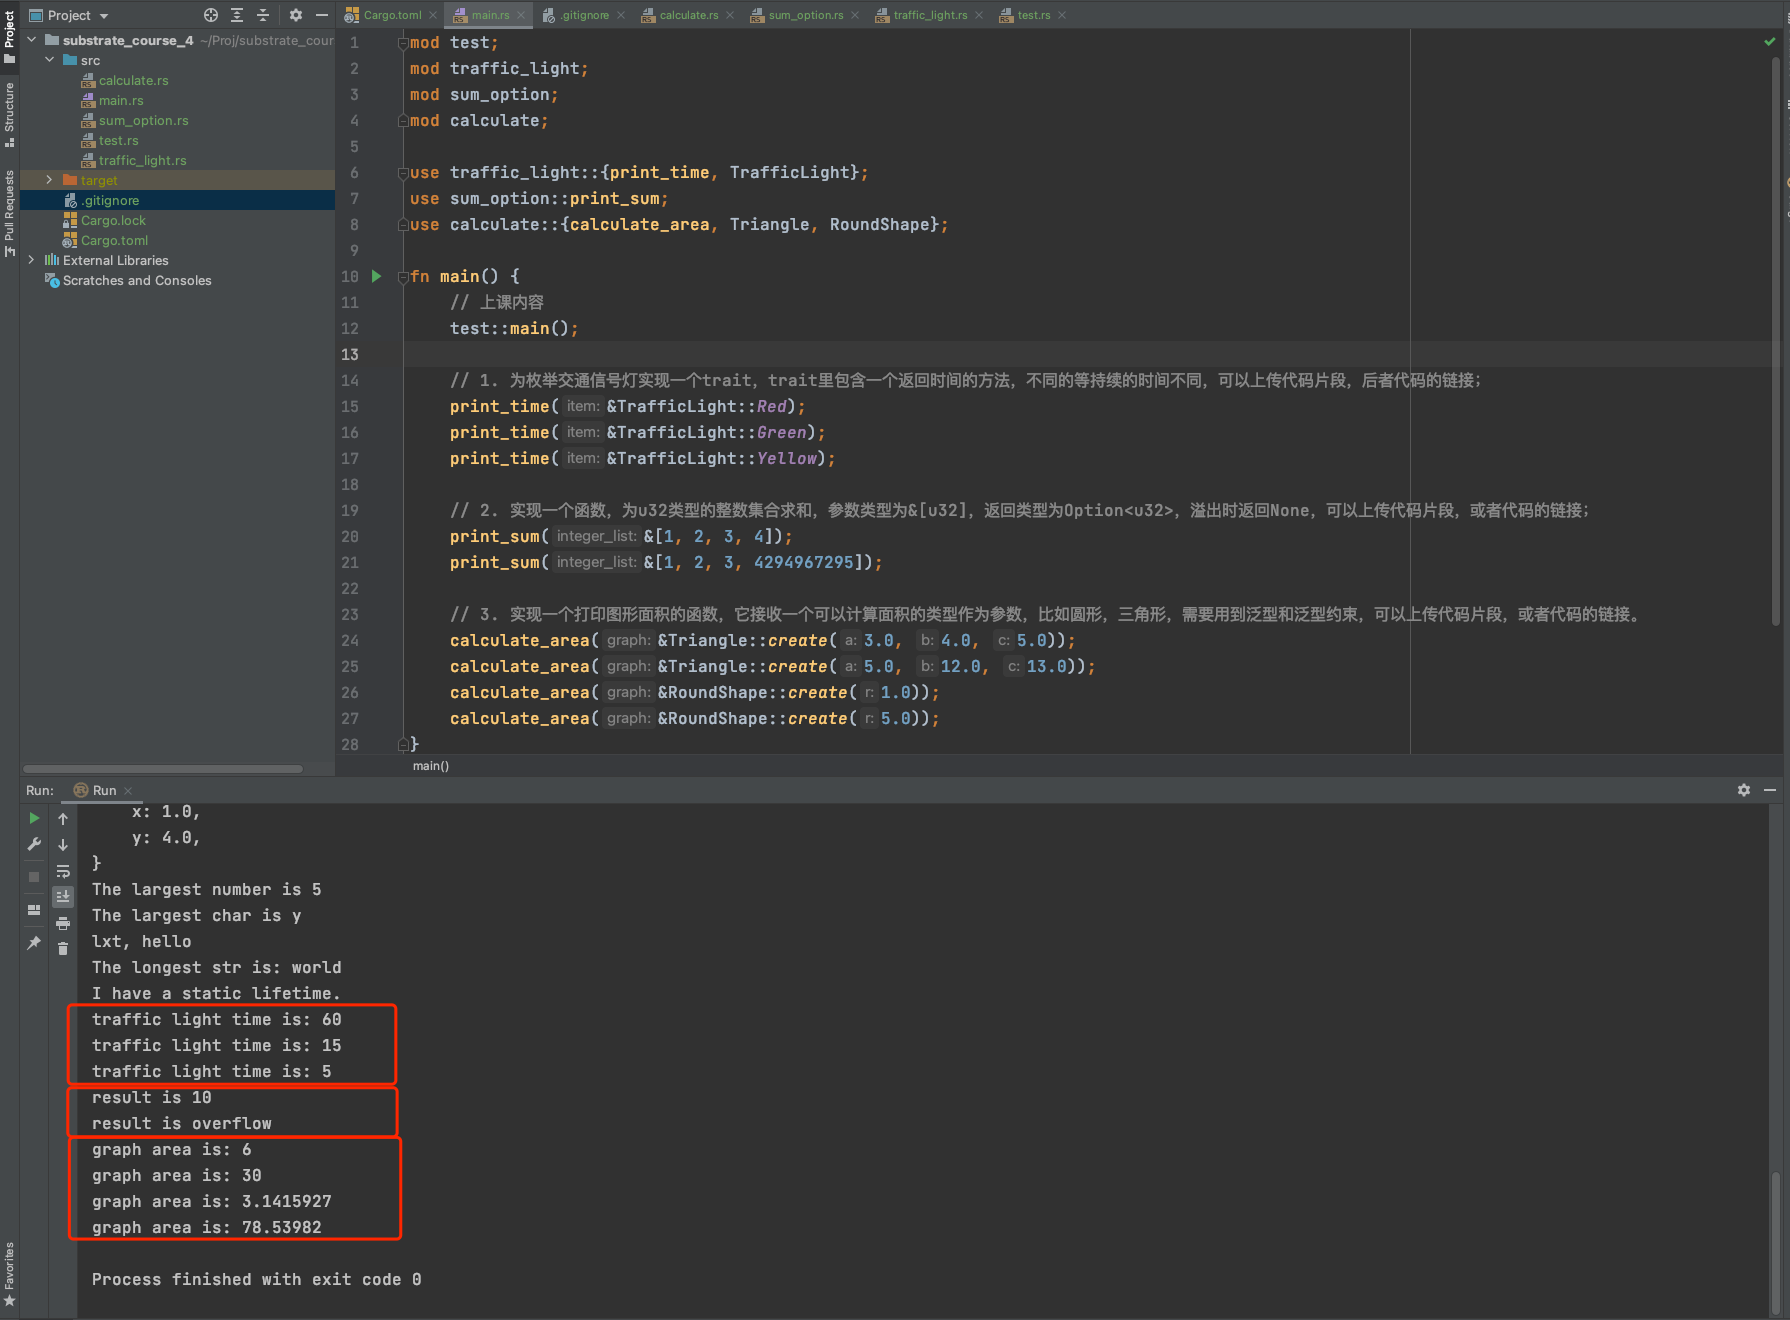 Project
Cargo.toml
main.rs
.gitignore
calculate.rs
sum_option.rs
traffic_light.rs
test.rs
Project
Structure
Pull Requests
Favorites
substrate_course_4 ~/Proj/substrate_cour
src
calculate.rs
main.rs
sum_option.rs
test.rs
traffic_light.rs
target
.gitignore
Cargo.lock
Cargo.toml
External Libraries
Scratches and Consoles
1 mod test;
2 mod traffic_light;
3 mod sum_option;
4 mod calculate;
5
6 use traffic_light::{print_time, TrafficLight};
7 use sum_option::print_sum;
8 use calculate::{calculate_area, Triangle, RoundShape};
9
10 fn main() {
11 // 上课内容
12 test::main();
13
14 // 1. 为枚举交通信号灯实现一个trait，trait里包含一个返回时间的方法，不同的等持续的时间不同，可以上传代码片段，后者代码的链接；
15 print_time( item: &TrafficLight::Red);
16 print_time( item: &TrafficLight::Green);
17 print_time( item: &TrafficLight::Yellow);
18
19 // 2. 实现一个函数，为u32类型的整数集合求和，参数类型为&[u32]，返回类型为Option<u32>，溢出时返回None，可以上传代码片段，或者代码的链接；
20 print_sum( integer_list: &[1, 2, 3, 4]);
21 print_sum( integer_list: &[1, 2, 3, 4294967295]);
22
23 // 3. 实现一个打印图形面积的函数，它接收一个可以计算面积的类型作为参数，比如圆形，三角形，需要用到泛型和泛型约束，可以上传代码片段，或者代码的链接。
24 calculate_area( graph: &Triangle::create( a: 3.0, b: 4.0, c: 5.0));
25 calculate_area( graph: &Triangle::create( a: 5.0, b: 12.0, c: 13.0));
26 calculate_area( graph: &RoundShape::create( r: 1.0));
27 calculate_area( graph: &RoundShape::create( r: 5.0));
28 }
main()
Run: Run
x: 1.0,
y: 4.0,
}
The largest number is 5
The largest char is y
lxt, hello
The longest str is: world
I have a static lifetime.
traffic light time is: 60
traffic light time is: 15
traffic light time is: 5
result is 10
result is overflow
graph area is: 6
graph area is: 30
graph area is: 3.1415927
graph area is: 78.53982
Process finished with exit code 0